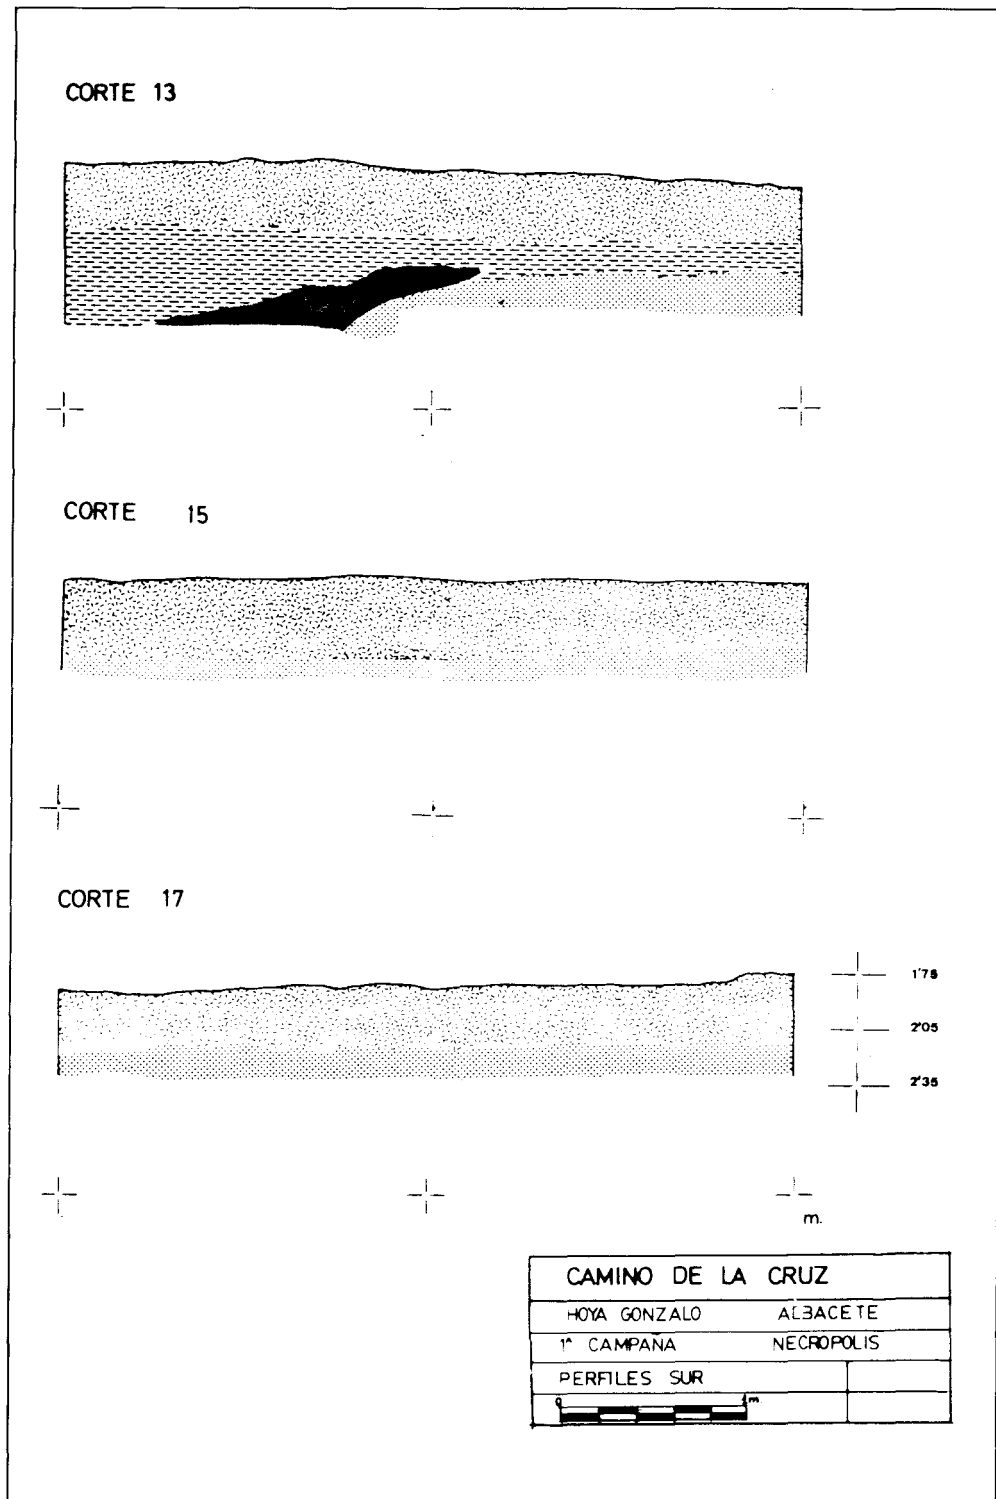 CORTE 13
CORTE 15
CORTE 17
1'75
2'05
2'35
m.
CAMINO DE LA CRUZ
HOYA GONZALO ALBACETE
1ª CAMPAÑA NECROPOLIS
PERFILES SUR
0 1 m.